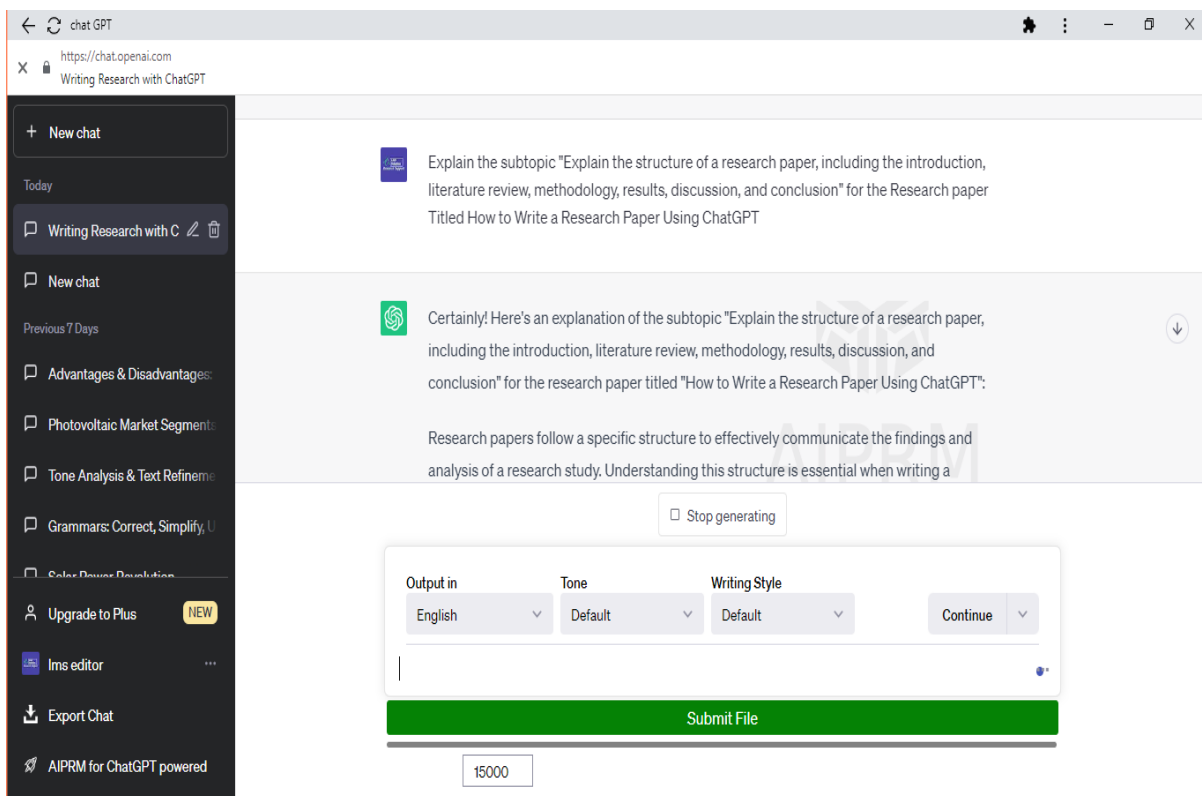 chat GPT
https://chat.openai.com
Writing Research with ChatGPT
New chat
Today
Writing Research with C
New chat
Previous 7 Days
Advantages & Disadvantages:
Photovoltaic Market Segmenta
Tone Analysis & Text Refineme
Grammars: Correct, Simplify, U
Solar Power Revolution
Upgrade to Plus NEW
lms editor
Export Chat
AIPRM for ChatGPT powered
Explain the subtopic "Explain the structure of a research paper, including the introduction,
literature review, methodology, results, discussion, and conclusion" for the Research paper
Titled How to Write a Research Paper Using ChatGPT
Certainly! Here's an explanation of the subtopic "Explain the structure of a research paper,
including the introduction, literature review, methodology, results, discussion, and
conclusion" for the research paper titled "How to Write a Research Paper Using ChatGPT":
Research papers follow a specific structure to effectively communicate the findings and
analysis of a research study. Understanding this structure is essential when writing a
AIPRM
Stop generating
Output in Tone Writing Style
English Default Default Continue
Submit File
15000